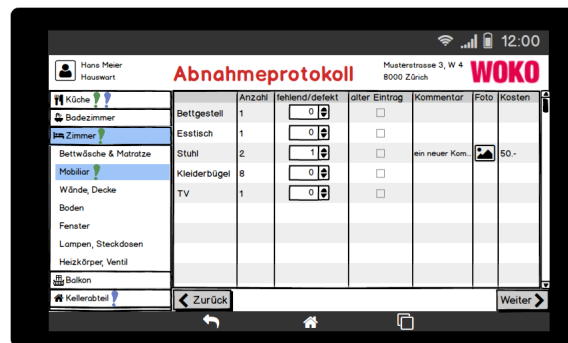 12:00
Hans Meier
Hauswart
Abnahmeprotokoll
Musterstrasse 3, W 4
8000 Zürich
WOKO
Küche
Badezimmer
Zimmer
Bettwäsche & Matratze
Mobiliar
Wände, Decke
Boden
Fenster
Lampen, Steckdosen
Heizkörper, Ventil
Balkon
Kellerabteil
Anzahl fehlend/defekt alter Eintrag Kommentar Foto Kosten
Bettgestell 1 0
Esstisch 1 0
Stuhl 2 1 ein neuer Kom... 50.-
Kleiderbügel 8 0
TV 1 0
Zurück
Weiter